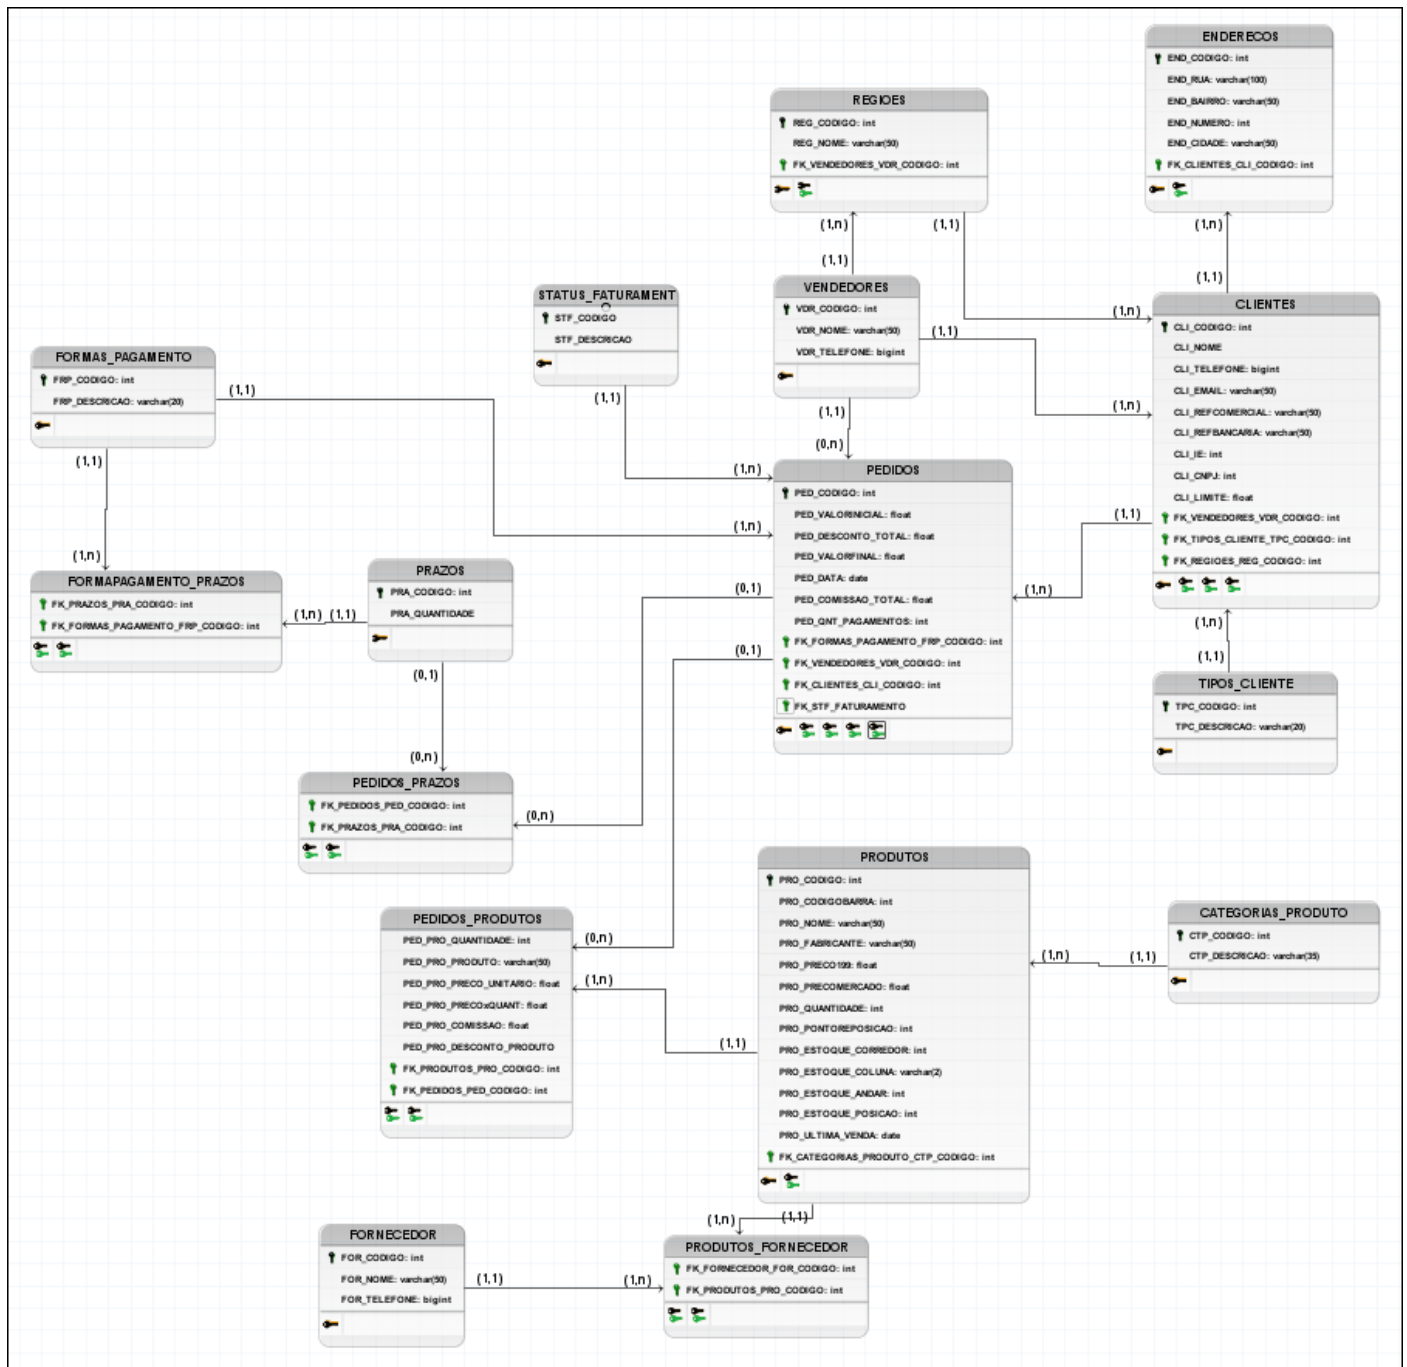 ENDERECOS
END_CODIGO: int
END_RUA: varchar(100)
END_BAIRRO: varchar(50)
END_NUMERO: int
END_CIDADE: varchar(50)
FK_CLIENTES_CLI_CODIGO: int
REGIOES
REG_CODIGO: int
REG_NOME: varchar(50)
FK_VENDEDORES_VDR_CODIGO: int
(1,n)
(1,1)
(1,n)
(1,1)
(1,1)
VENDEDORES
VDR_CODIGO: int
VDR_NOME: varchar(50)
VDR_TELEFONE: bigint
(1,1)
(1,n)
(1,n)
(1,1)
(0,n)
STATUS_FATURAMENT
STF_CODIGO
STF_DESCRICAO
(1,1)
(1,n)
CLIENTES
CLI_CODIGO: int
CLI_NOME
CLI_TELEFONE: bigint
CLI_EMAIL: varchar(50)
CLI_REFCOMERCIAL: varchar(50)
CLI_REFBANCARIA: varchar(50)
CLI_IE: int
CLI_CNPJ: int
CLI_LIMITE: float
FK_VENDEDORES_VDR_CODIGO: int
FK_TIPOS_CLIENTE_TPC_CODIGO: int
FK_REGIOES_REG_CODIGO: int
(1,1)
(1,n)
(1,n)
(1,1)
FORMAS_PAGAMENTO
FRP_CODIGO: int
FRP_DESCRICAO: varchar(20)
(1,1)
(1,1)
(1,n)
(1,n)
PEDIDOS
PED_CODIGO: int
PED_VALORINICIAL: float
PED_DESCONTO_TOTAL: float
PED_VALORFINAL: float
PED_DATA: date
PED_COMISSAO_TOTAL: float
PED_QNT_PAGAMENTOS: int
FK_FORMAS_PAGAMENTO_FRP_CODIGO: int
FK_VENDEDORES_VDR_CODIGO: int
FK_CLIENTES_CLI_CODIGO: int
FK_STF_FATURAMENTO
(0,1)
(0,1)
FORMAPAGAMENTO_PRAZOS
FK_PRAZOS_PRA_CODIGO: int
FK_FORMAS_PAGAMENTO_FRP_CODIGO: int
(1,n) (1,1)
PRAZOS
PRA_CODIGO: int
PRA_QUANTIDADE
(0,1)
(0,n)
TIPOS_CLIENTE
TPC_CODIGO: int
TPC_DESCRICAO: varchar(20)
PEDIDOS_PRAZOS
FK_PEDIDOS_PED_CODIGO: int
FK_PRAZOS_PRA_CODIGO: int
(0,n)
PRODUTOS
PRO_CODIGO: int
PRO_CODIGOBARRA: int
PRO_NOME: varchar(50)
PRO_FABRICANTE: varchar(50)
PRO_PRECO199: float
PRO_PRECOMERCADO: float
PRO_QUANTIDADE: int
PRO_PONTOREPOSICAO: int
PRO_ESTOQUE_CORREDOR: int
PRO_ESTOQUE_COLUNA: varchar(2)
PRO_ESTOQUE_ANDAR: int
PRO_ESTOQUE_POSICAO: int
PRO_ULTIMA_VENDA: date
FK_CATEGORIAS_PRODUTO_CTP_CODIGO: int
(1,n)
(1,1)
CATEGORIAS_PRODUTO
CTP_CODIGO: int
CTP_DESCRICAO: varchar(35)
PEDIDOS_PRODUTOS
PED_PRO_QUANTIDADE: int
PED_PRO_PRODUTO: varchar(50)
PED_PRO_PRECO_UNITARIO: float
PED_PRO_PRECOxQUANT: float
PED_PRO_COMISSAO: float
PED_PRO_DESCONTO_PRODUTO
FK_PRODUTOS_PRO_CODIGO: int
FK_PEDIDOS_PED_CODIGO: int
(0,n)
(1,n)
(1,1)
(1,n)
(1,1)
FORNECEDOR
FOR_CODIGO: int
FOR_NOME: varchar(50)
FOR_TELEFONE: bigint
(1,1)
(1,n)
PRODUTOS_FORNECEDOR
FK_FORNECEDOR_FOR_CODIGO: int
FK_PRODUTOS_PRO_CODIGO: int